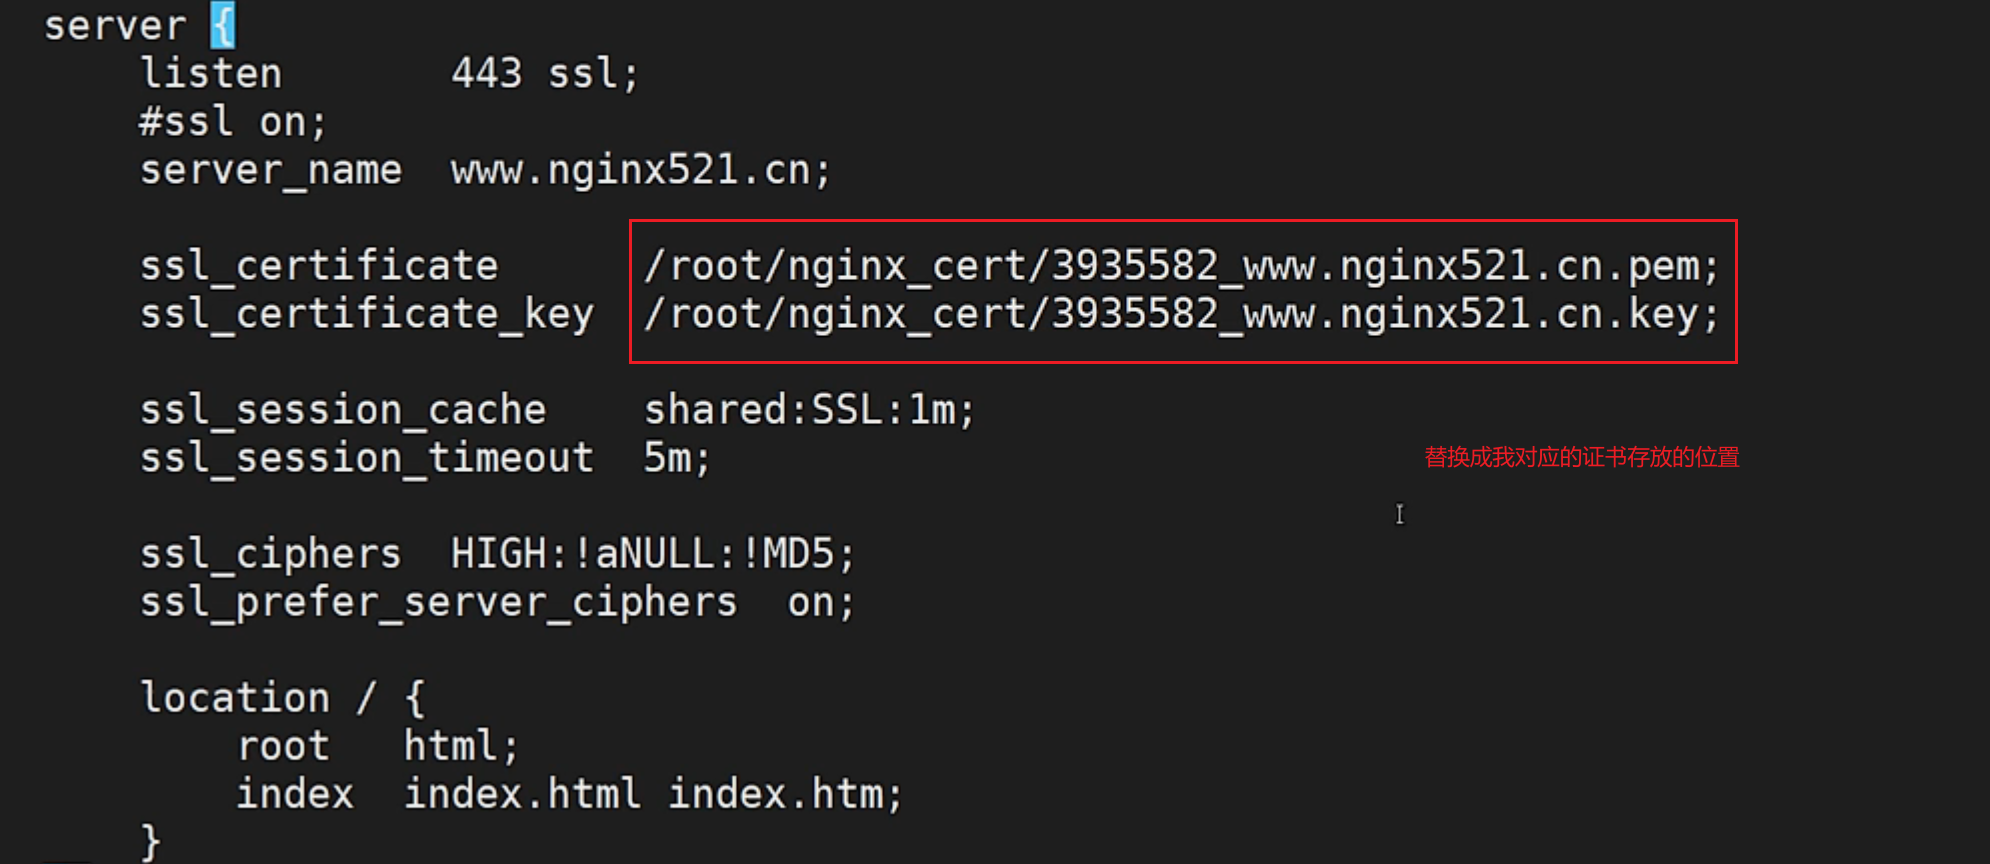 server {
    listen       443 ssl;
    #ssl on;
    server_name  www.nginx521.cn;
    ssl_certificate      /root/nginx_cert/3935582_www.nginx521.cn.pem;
    ssl_certificate_key  /root/nginx_cert/3935582_www.nginx521.cn.key;
    ssl_session_cache    shared:SSL:1m;
    ssl_session_timeout  5m;
替换成我对应的证书存放的位置
    ssl_ciphers  HIGH:!aNULL:!MD5;
    ssl_prefer_server_ciphers  on;
    location / {
        root   html;
        index  index.html index.htm;
    }